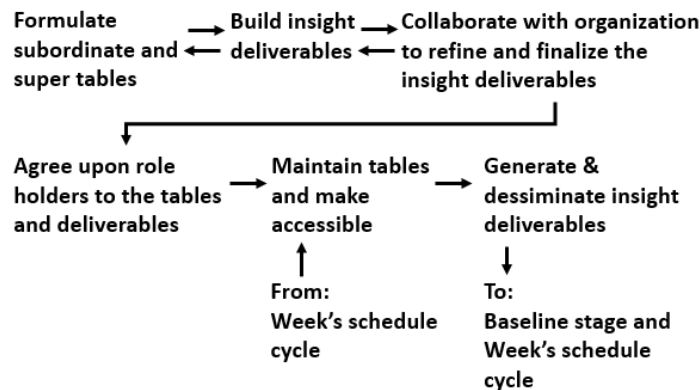 Formulate
subordinate and
super tables
Build insight
deliverables
Collaborate with organization
to refine and finalize the
insight deliverables
Agree upon role
holders to the tables
and deliverables
Maintain tables
and make
accessible
Generate &
dessiminate insight
deliverables
From:
Week’s schedule
cycle
To:
Baseline stage and
Week’s schedule
cycle